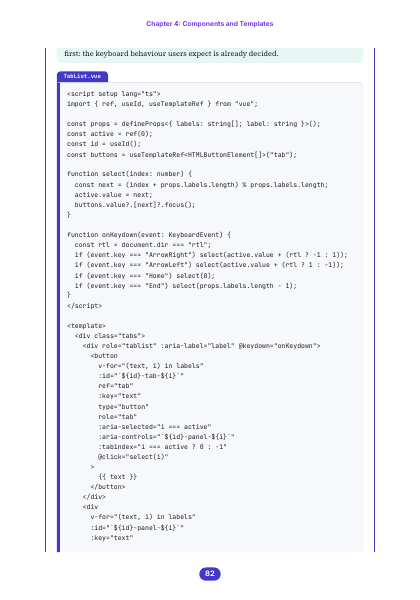 Chapter 4: Components and Templates
first: the keyboard behaviour users expect is already decided.
TabList.vue
<script setup lang="ts">
import { ref, useId, useTemplateRef } from "vue";

const props = defineProps<{ labels: string[]; label: string }>();
const active = ref(0);
const id = useId();
const buttons = useTemplateRef<HTMLButtonElement[]>("tab");

function select(index: number) {
  const next = (index + props.labels.length) % props.labels.length;
  active.value = next;
  buttons.value?.[next]?.focus();
}

function onKeydown(event: KeyboardEvent) {
  const rtl = document.dir === "rtl";
  if (event.key === "ArrowRight") select(active.value + (rtl ? -1 : 1));
  if (event.key === "ArrowLeft") select(active.value + (rtl ? 1 : -1));
  if (event.key === "Home") select(0);
  if (event.key === "End") select(props.labels.length - 1);
}
</script>

<template>
  <div class="tabs">
    <div role="tablist" :aria-label="label" @keydown="onKeydown">
      <button
        v-for="(text, i) in labels"
        :id="`${id}-tab-${i}`"
        ref="tab"
        :key="text"
        type="button"
        role="tab"
        :aria-selected="i === active"
        :aria-controls="`${id}-panel-${i}`"
        :tabindex="i === active ? 0 : -1"
        @click="select(i)"
      >
        {{ text }}
      </button>
    </div>
    <div
      v-for="(text, i) in labels"
      :id="`${id}-panel-${i}`"
      :key="text"
82